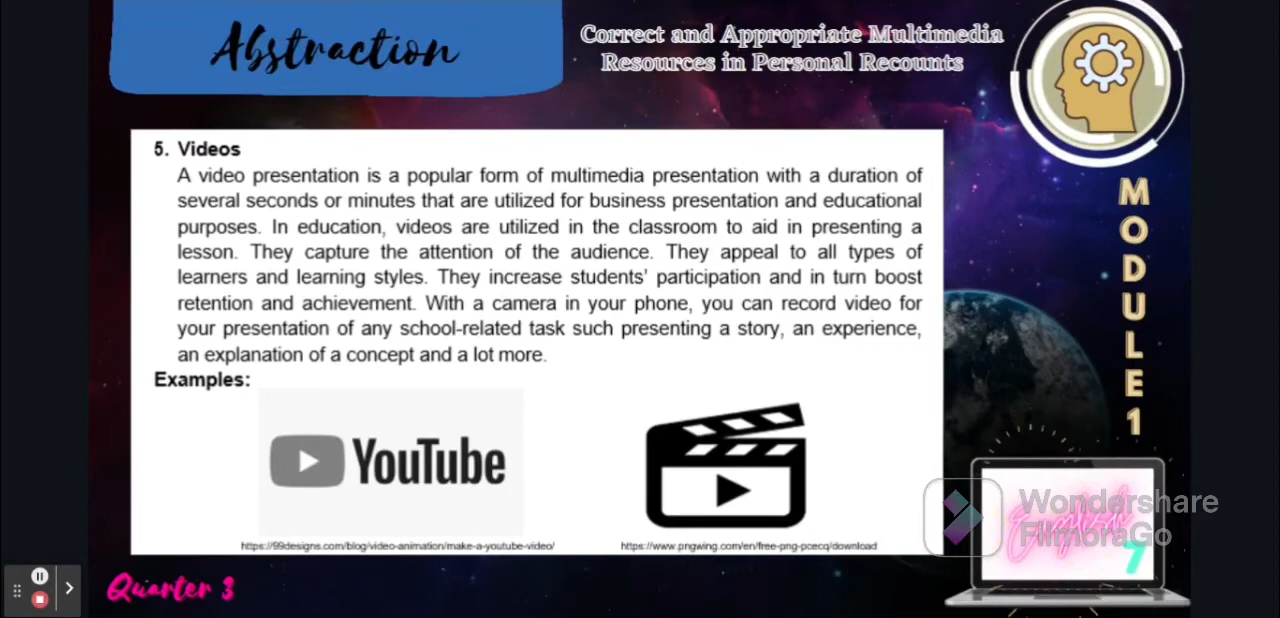 Abstraction
Correct and Appropriate Multimedia
Resources in Personal Recounts
5. Videos
A video presentation is a popular form of multimedia presentation with a duration of
several seconds or minutes that are utilized for business presentation and educational
purposes. In education, videos are utilized in the classroom to aid in presenting a
lesson. They capture the attention of the audience. They appeal to all types of
learners and learning styles. They increase students' participation and in turn boost
retention and achievement. With a camera in your phone, you can record video for
your presentation of any school-related task such presenting a story, an experience,
an explanation of a concept and a lot more.
Examples:
YouTube
https://99designs.com/blog/video-animation/make-a-youtube-video/
https://www.pngwing.com/en/free-png-pcecq/download
MODULE 1
Wondershare
FilmoraGo
English
7
Quarter 3